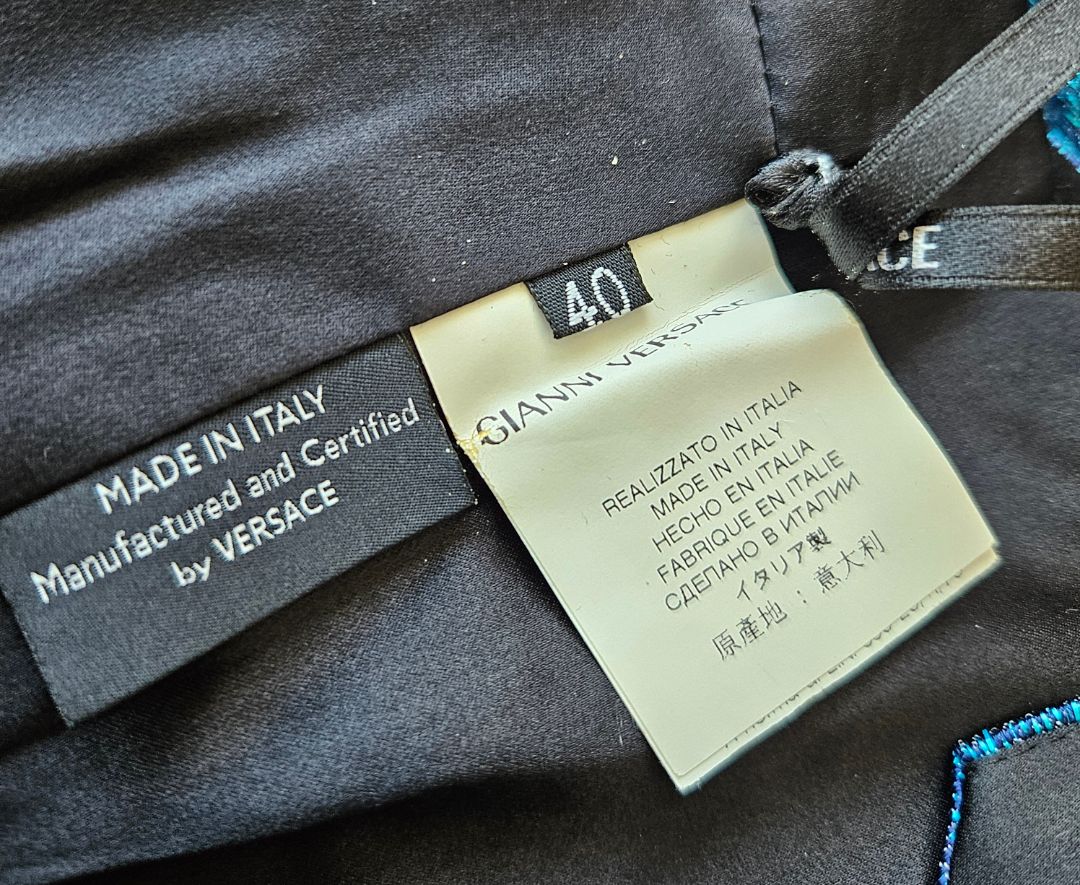 MADE IN ITALY
Manufactured and Certified
by VERSACE
40
GIANNI VERSACE
REALIZZATO IN ITALIA
MADE IN ITALY
HECHO EN ITALIA
FABRIQUE EN ITALIE
СДЕЛАНО В ИТАЛИИ
イタリア製
原產地 : 意大利
CE